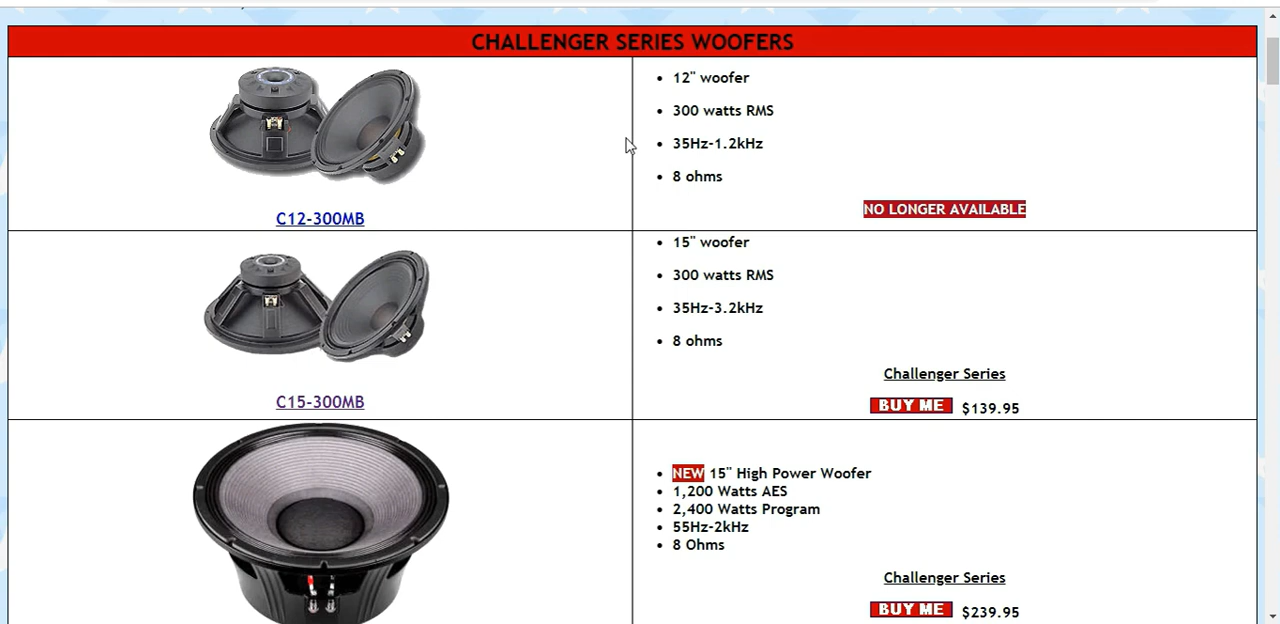 CHALLENGER SERIES WOOFERS
12" woofer
300 watts RMS
35Hz-1.2kHz
8 ohms
NO LONGER AVAILABLE
C12-300MB
15" woofer
300 watts RMS
35Hz-3.2kHz
8 ohms
Challenger Series
BUY ME $139.95
C15-300MB
NEW 15" High Power Woofer
1,200 Watts AES
2,400 Watts Program
55Hz-2kHz
8 Ohms
Challenger Series
BUY ME $239.95